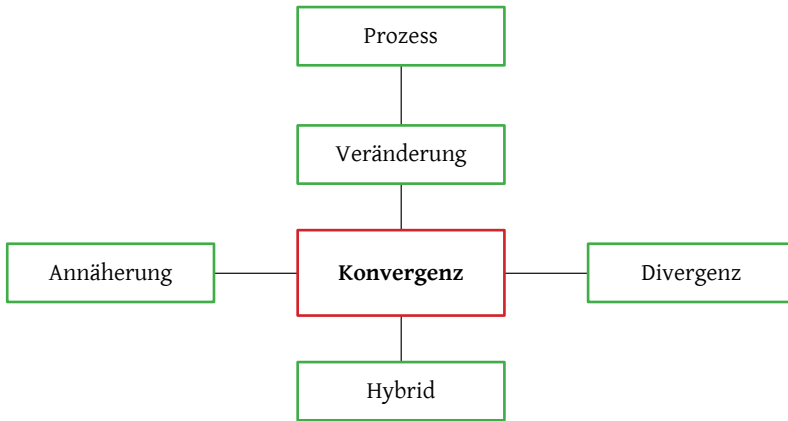 Prozess
Veränderung
Annäherung
Konvergenz
Divergenz
Hybrid